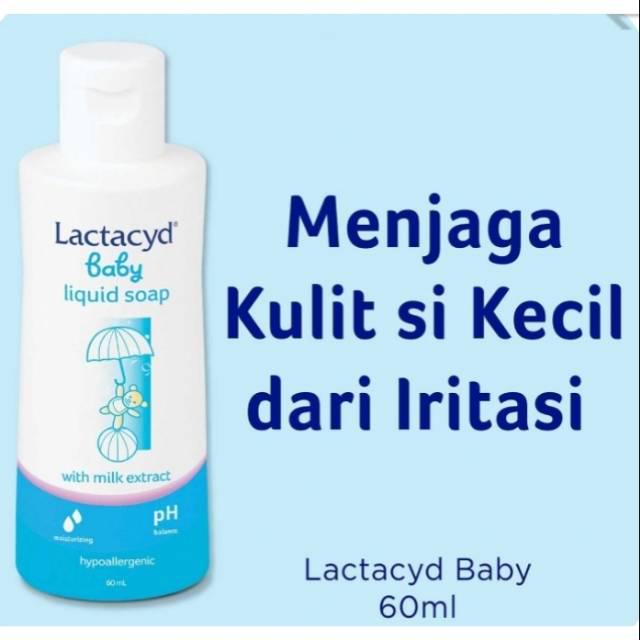 Lactacyd®
Baby
liquid soap
with milk extract
moisturizing
pH
balance
hypoallergenic
60 mL
Menjaga
Kulit si Kecil
dari Iritasi
Lactacyd Baby
60ml